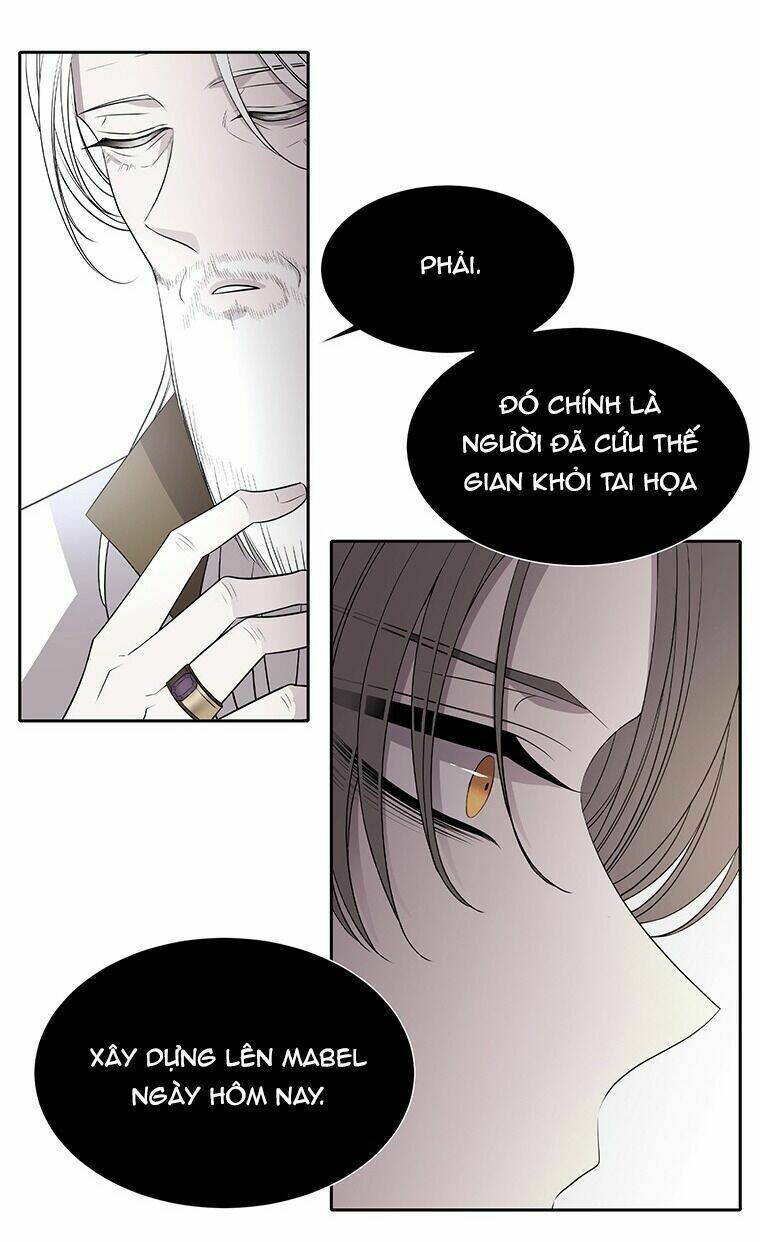 PHẢI.
ĐÓ CHÍNH LÀ
NGƯỜI ĐÃ CỨU THẾ
GIAN KHỎI TAI HỌA
XÂY DỰNG LÊN MABEL
NGÀY HÔM NAY.